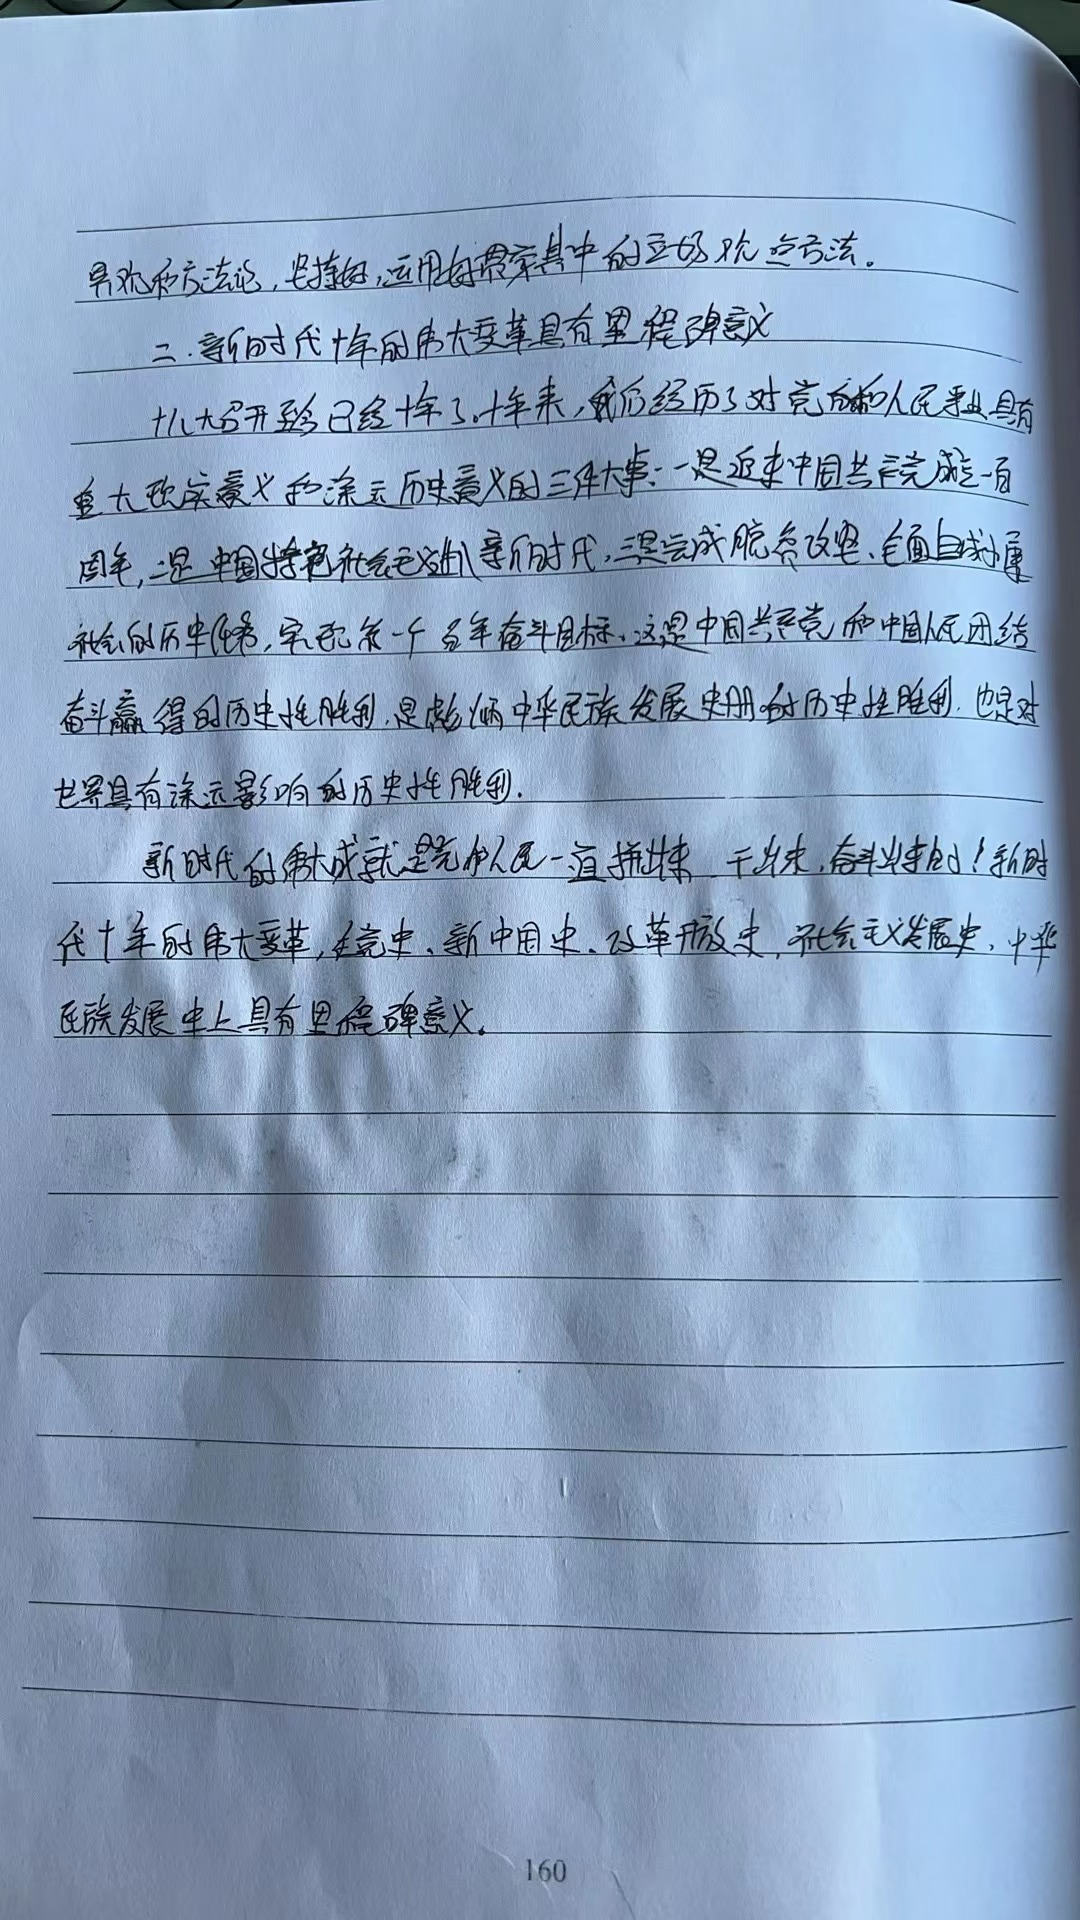 界观和方法论，坚持好，运用好贯穿其中的立场观点方法。
二.新时代十年的伟大变革具有里程碑意义
十八大召开至今已经十年了.十年来，我们经历了对党和人民事业具有
重大现实意义和深远历史意义的三件大事：一是迎来中国共产党成立一百
周年，二是中国特色社会主义进入新时代，三是完成脱贫攻坚、全面建成小康
社会的历史任务，实现第一个百年奋斗目标、这是中国共产党和中国人民团结
奋斗赢得的历史性胜利.是彪炳中华民族发展史册的历史性胜利.也是对
世界具有深远影响的历史性胜利.
新时代的伟大成就是党和人民一道拼出来 干出来.奋斗出来的！新时
代十年的伟大变革，在党史、新中国史、改革开放史，社会主义发展史、中华
民族发展史上具有里程碑意义。
160